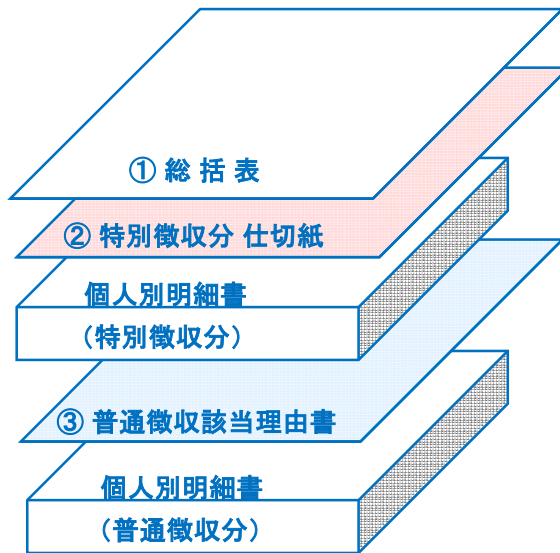 ① 総 括 表
② 特別徴収分 仕切紙
個人別明細書
（特別徴収分）
③ 普通徴収該当理由書
個人別明細書
（普通徴収分）